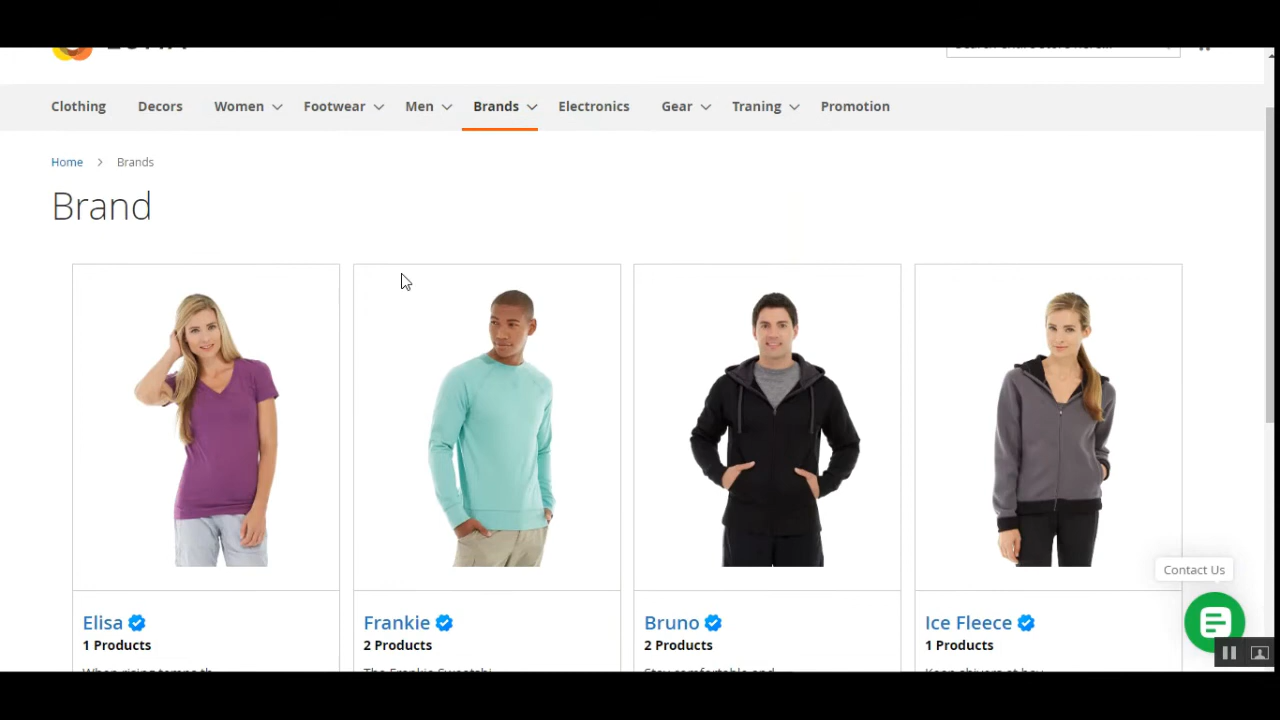 Clothing Decors Women Footwear Men Brands Electronics Gear Traning Promotion
Home Brands
Brand
Elisa Frankie Bruno Ice Fleece
1 Products 2 Products 2 Products 1 Products
Contact Us